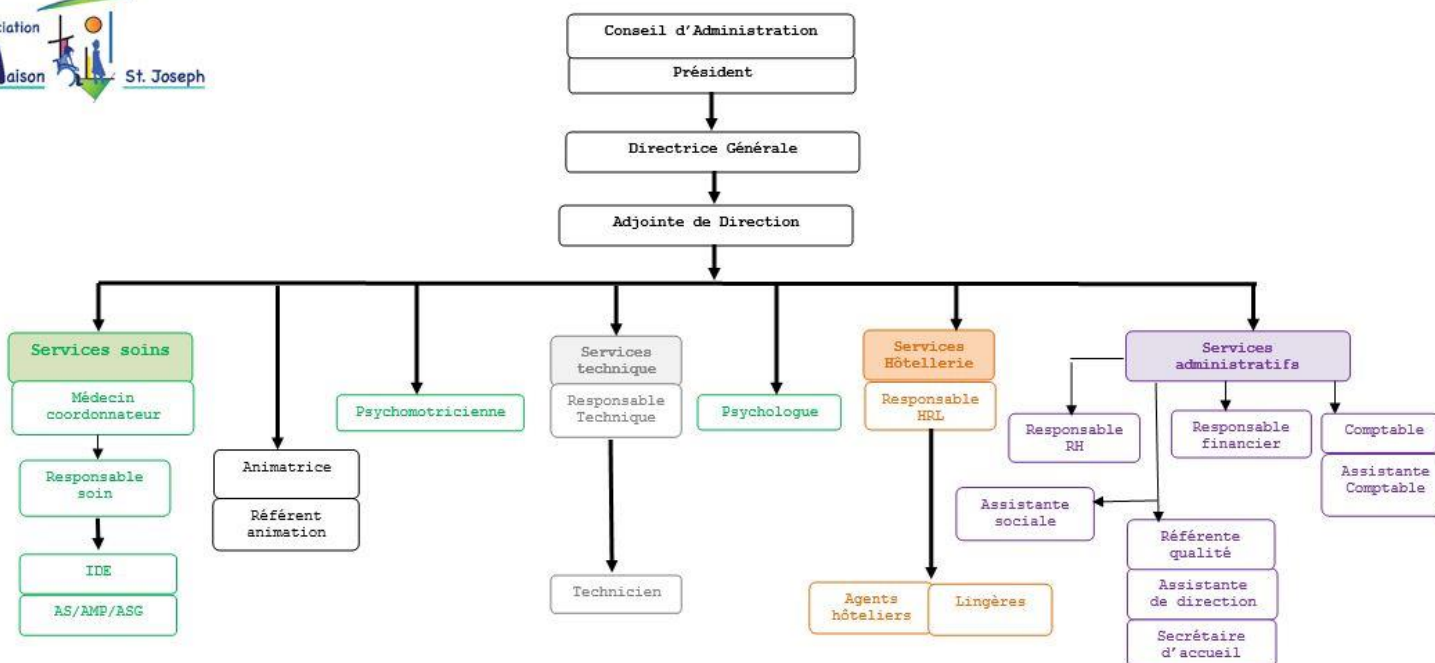 St. Joseph
Conseil d'Administration
Président
Directrice Générale
Adjointe de Direction
Services soins
Médecin
coordonnateur
Responsable
soin
IDE
AS/AMP/ASG
Animatrice
Référent
animation
Psychomotricienne
Services
technique
Responsable
Technique
Technicien
Psychologue
Services
Hôtellerie
Responsable
HRL
Agents
hôteliers
Lingères
Services
administratifs
Responsable
RH
Assistante
sociale
Référente
qualité
Assistante
de direction
Secrétaire
d'accueil
Responsable
financier
Comptable
Assistante
Comptable